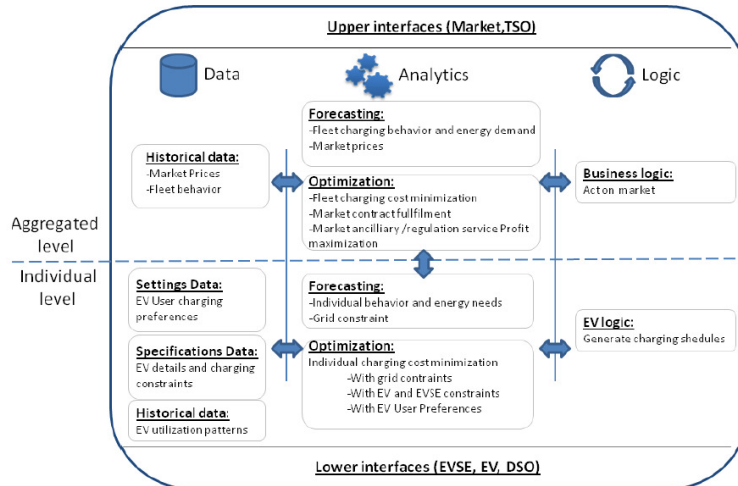 Upper interfaces (Market,TSO)
Data
Analytics
Logic
Forecasting:
-Fleet charging behavior and energy demand
-Market prices
Historical data:
-Market Prices
-Fleet behavior
Optimization:
-Fleet charging cost minimization
-Market contract fullfilment
-Market ancilliary /regulation service Profit
maximization
Business logic:
Act on market
Aggregated
level
Individual
level
Settings Data:
EV User charging
preferences
Forecasting:
-Individual behavior and energy needs
-Grid constraint
EV logic:
Generate charging shedules
Specifications Data:
EV details and charging
constraints
Optimization:
Individual charging cost minimization
-With grid contraints
-With EV and EVSE constraints
-With EV User Preferences
Historical data:
EV utilization patterns
Lower interfaces (EVSE, EV, DSO)